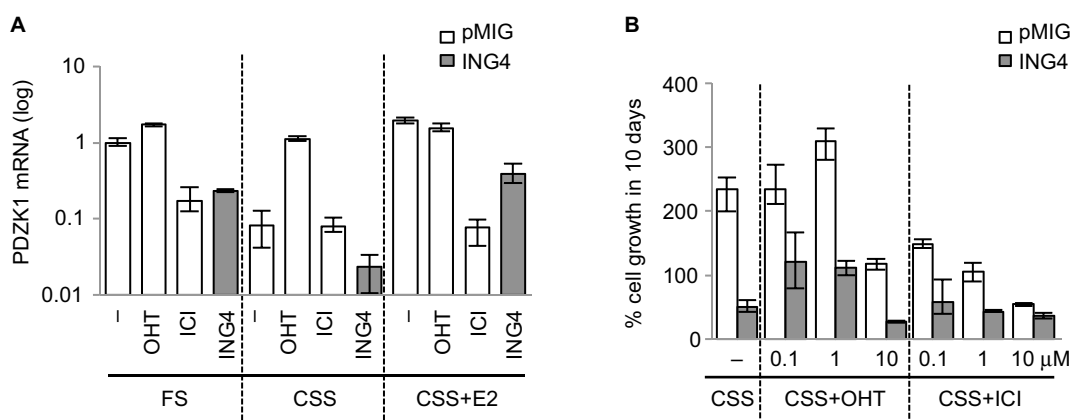 A
pMIG
ING4
PDZK1 mRNA (log)
10
1
0.1
0.01
– OHT ICI ING4 – OHT ICI ING4 – OHT ICI ING4
FS CSS CSS+E2
B
pMIG
ING4
% cell growth in 10 days
400
300
200
100
0
– 0.1 1 10 0.1 1 10 µM
CSS CSS+OHT CSS+ICI